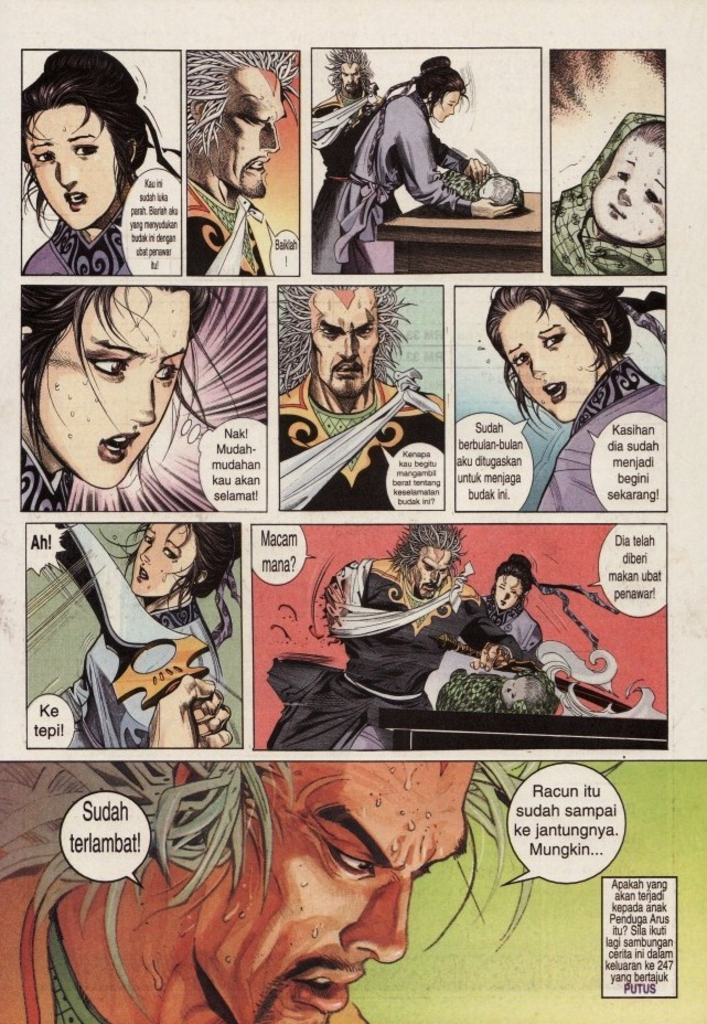 Kau ini
sudah luka
parah. Biarlah aku
yang menyudukan
budak ini dengan
ubat penawar
itu!
Baiklah
!
Nak!
Mudah-
mudahan
kau akan
selamat!
Kenapa
kau begitu
mangambil
berat tentang
keselamatan
budak ini?
Sudah
berbulan-bulan
aku ditugaskan
untuk menjaga
budak ini.
Kasihan
dia sudah
menjadi
begini
sekarang!
Ah!
Ke
tepi!
Macam
mana?
Dia telah
diberi
makan ubat
penawar!
Sudah
terlambat!
Racun itu
sudah sampai
ke jantungnya.
Mungkin...
Apakah yang
akan terjadi
kepada anak
Penduga Arus
itu? Sila ikuti
lagi sambungan
cerita ini dalam
keluaran ke 247
yang bertajuk
PUTUS